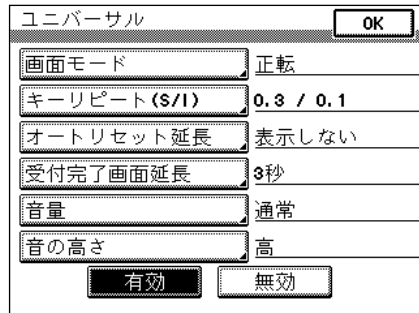 ユニバーサル OK
画面モード 正転
キーリピート(S/I) 0.3 / 0.1
オートリセット延長 表示しない
受付完了画面延長 3秒
音量 通常
音の高さ 高
有効 無効